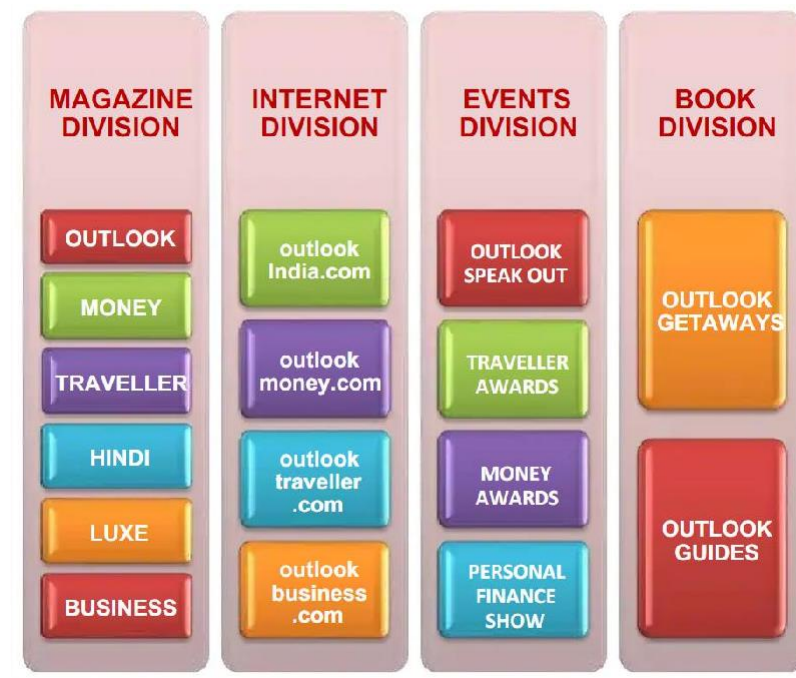 MAGAZINE
DIVISION
OUTLOOK
MONEY
TRAVELLER
HINDI
LUXE
BUSINESS
INTERNET
DIVISION
outlook
India.com
outlook
money.com
outlook
traveller
.com
outlook
business
.com
EVENTS
DIVISION
OUTLOOK
SPEAK OUT
TRAVELLER
AWARDS
MONEY
AWARDS
PERSONAL
FINANCE
SHOW
BOOK
DIVISION
OUTLOOK
GETAWAYS
OUTLOOK
GUIDES